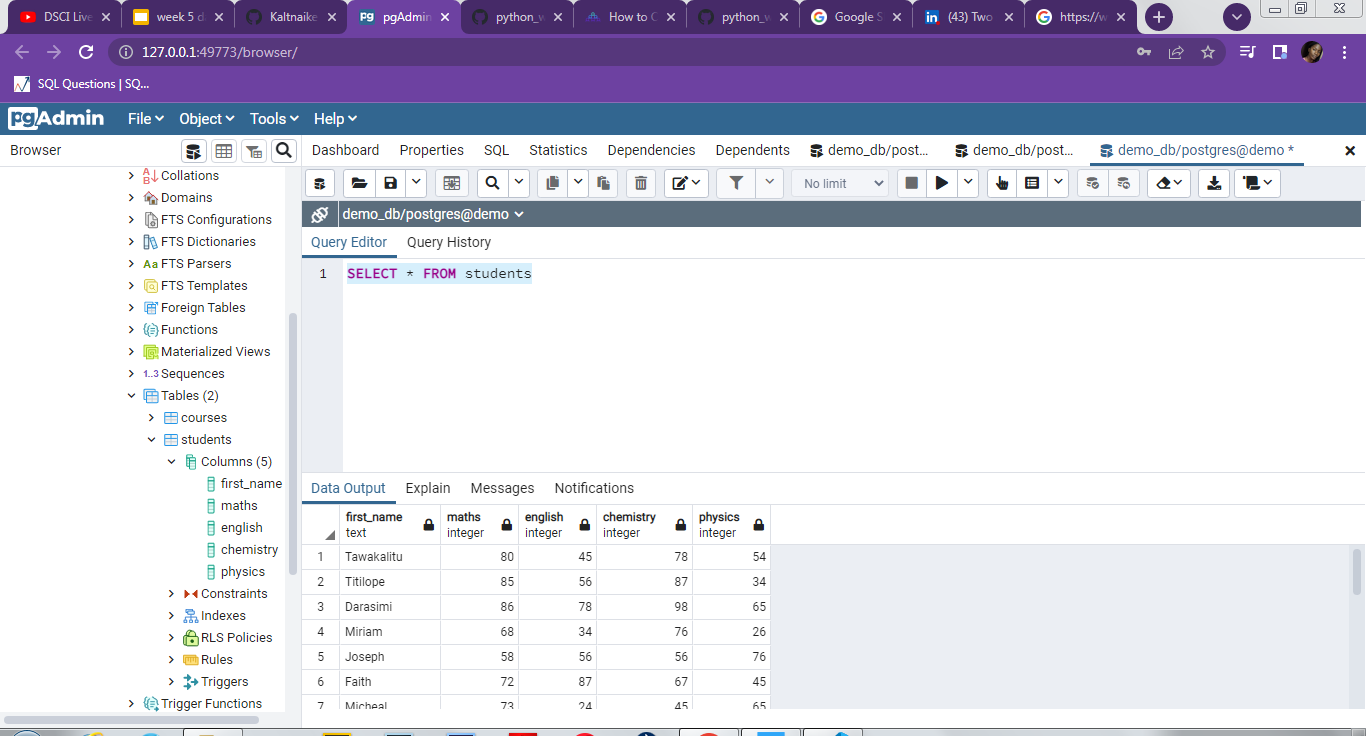 DSCI Live
week 5 d
Kaltnaike
pgAdmin
python_w
How to C
python_w
Google S
(43) Two
https://w
127.0.0.1:49773/browser/
SQL Questions | SQ...
pgAdmin File Object Tools Help
Browser
Dashboard Properties SQL Statistics Dependencies Dependents demo_db/post... demo_db/post... demo_db/postgres@demo *
No limit
demo_db/postgres@demo
Query Editor Query History
1 SELECT * FROM students
Collations
Domains
FTS Configurations
FTS Dictionaries
Aa FTS Parsers
FTS Templates
Foreign Tables
Functions
Materialized Views
1..3 Sequences
Tables (2)
courses
students
Columns (5)
first_name
maths
english
chemistry
physics
Constraints
Indexes
RLS Policies
Rules
Triggers
Trigger Functions
Data Output Explain Messages Notifications
first_name maths english chemistry physics
text integer integer integer integer
1 Tawakalitu 80 45 78 54
2 Titilope 85 56 87 34
3 Darasimi 86 78 98 65
4 Miriam 68 34 76 26
5 Joseph 58 56 56 76
6 Faith 72 87 67 45
7 Micheal 73 24 45 65